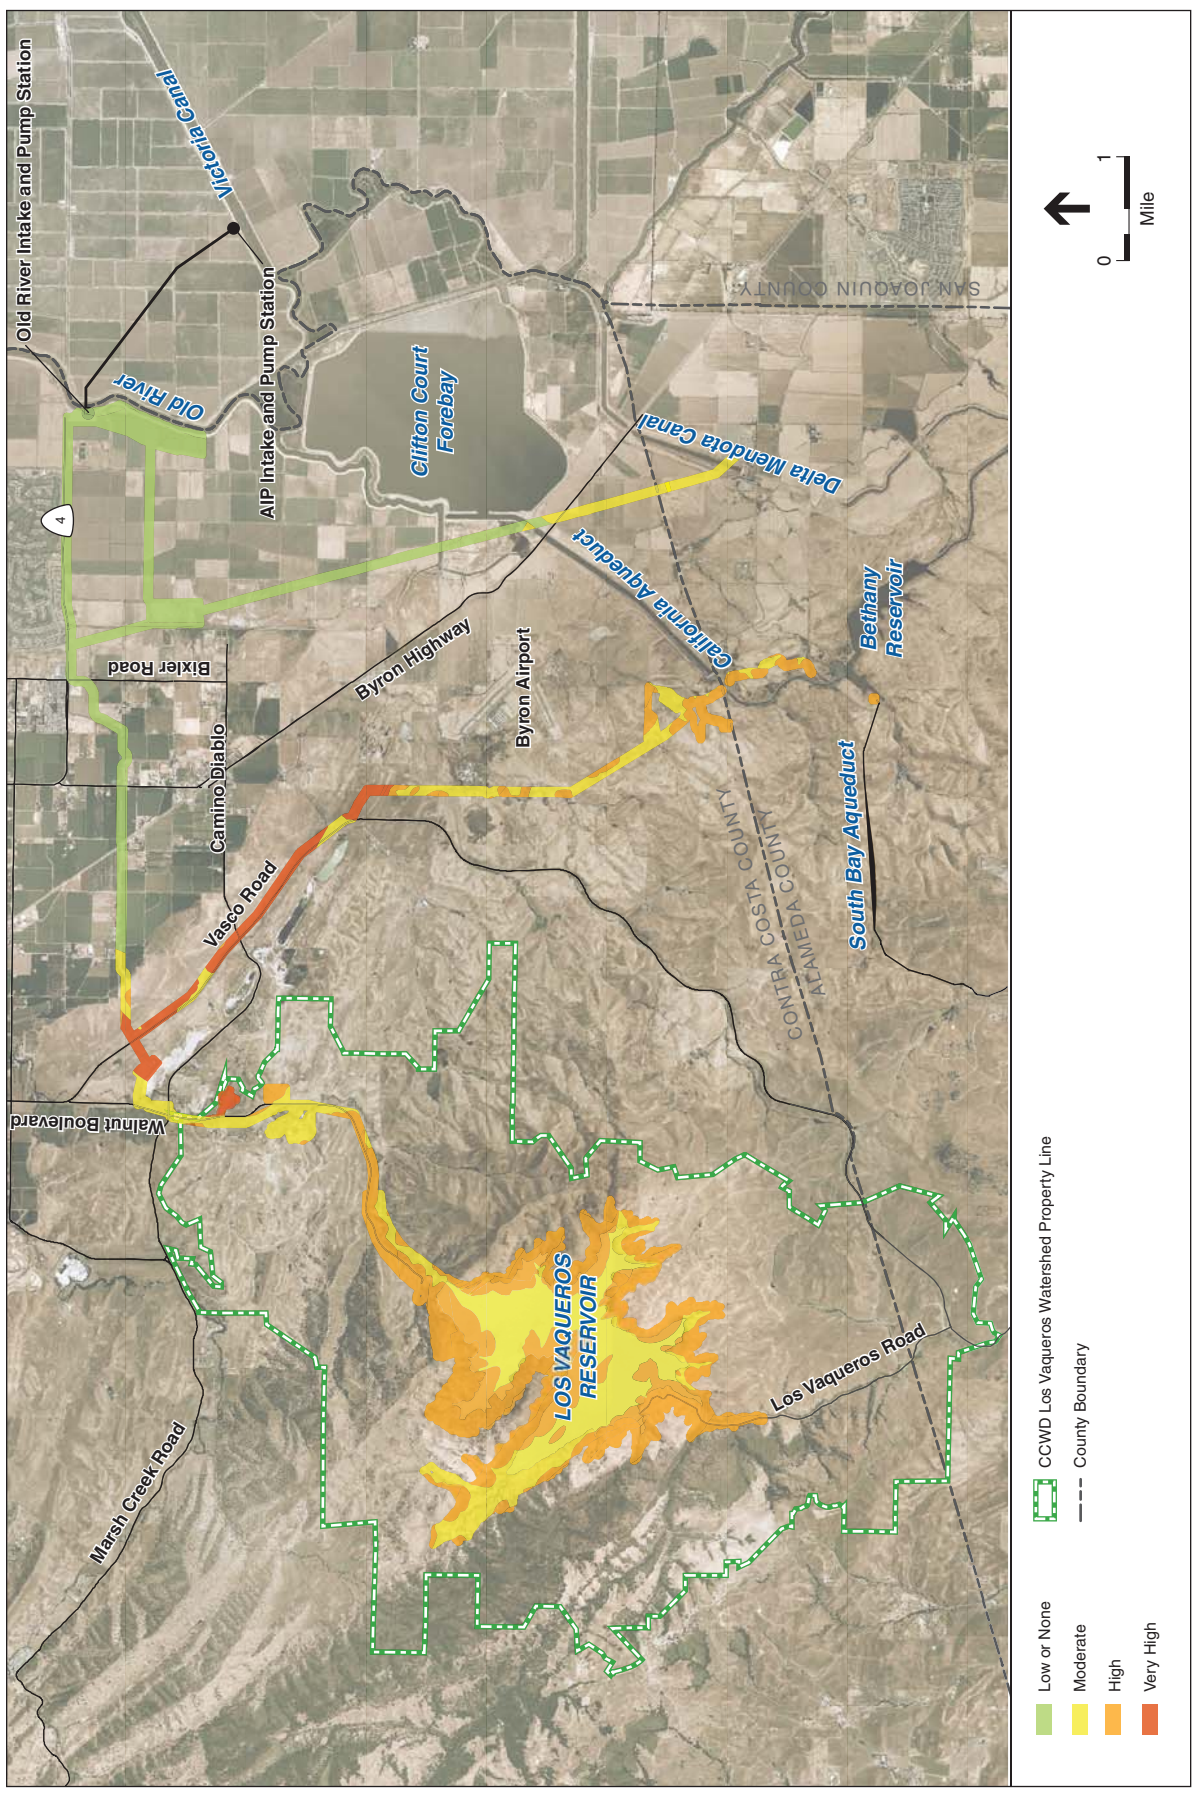 Old River Intake and Pump Station
Victoria Canal
AIP Intake and Pump Station
Old River
4
Clifton Court
Forebay
SAN JOAQUIN COUNTY
Delta Mendota Canal
California Aqueduct
Bethany
Reservoir
Bixler Road
Byron Highway
Byron Airport
Camino Diablo
Vasco Road
South Bay Aqueduct
CONTRA COSTA COUNTY
ALAMEDA COUNTY
Walnut Boulevard
LOS VAQUEROS
RESERVOIR
Los Vaqueros Road
Marsh Creek Road
Low or None
Moderate
High
Very High
CCWD Los Vaqueros Watershed Property Line
County Boundary
0 1
Mile